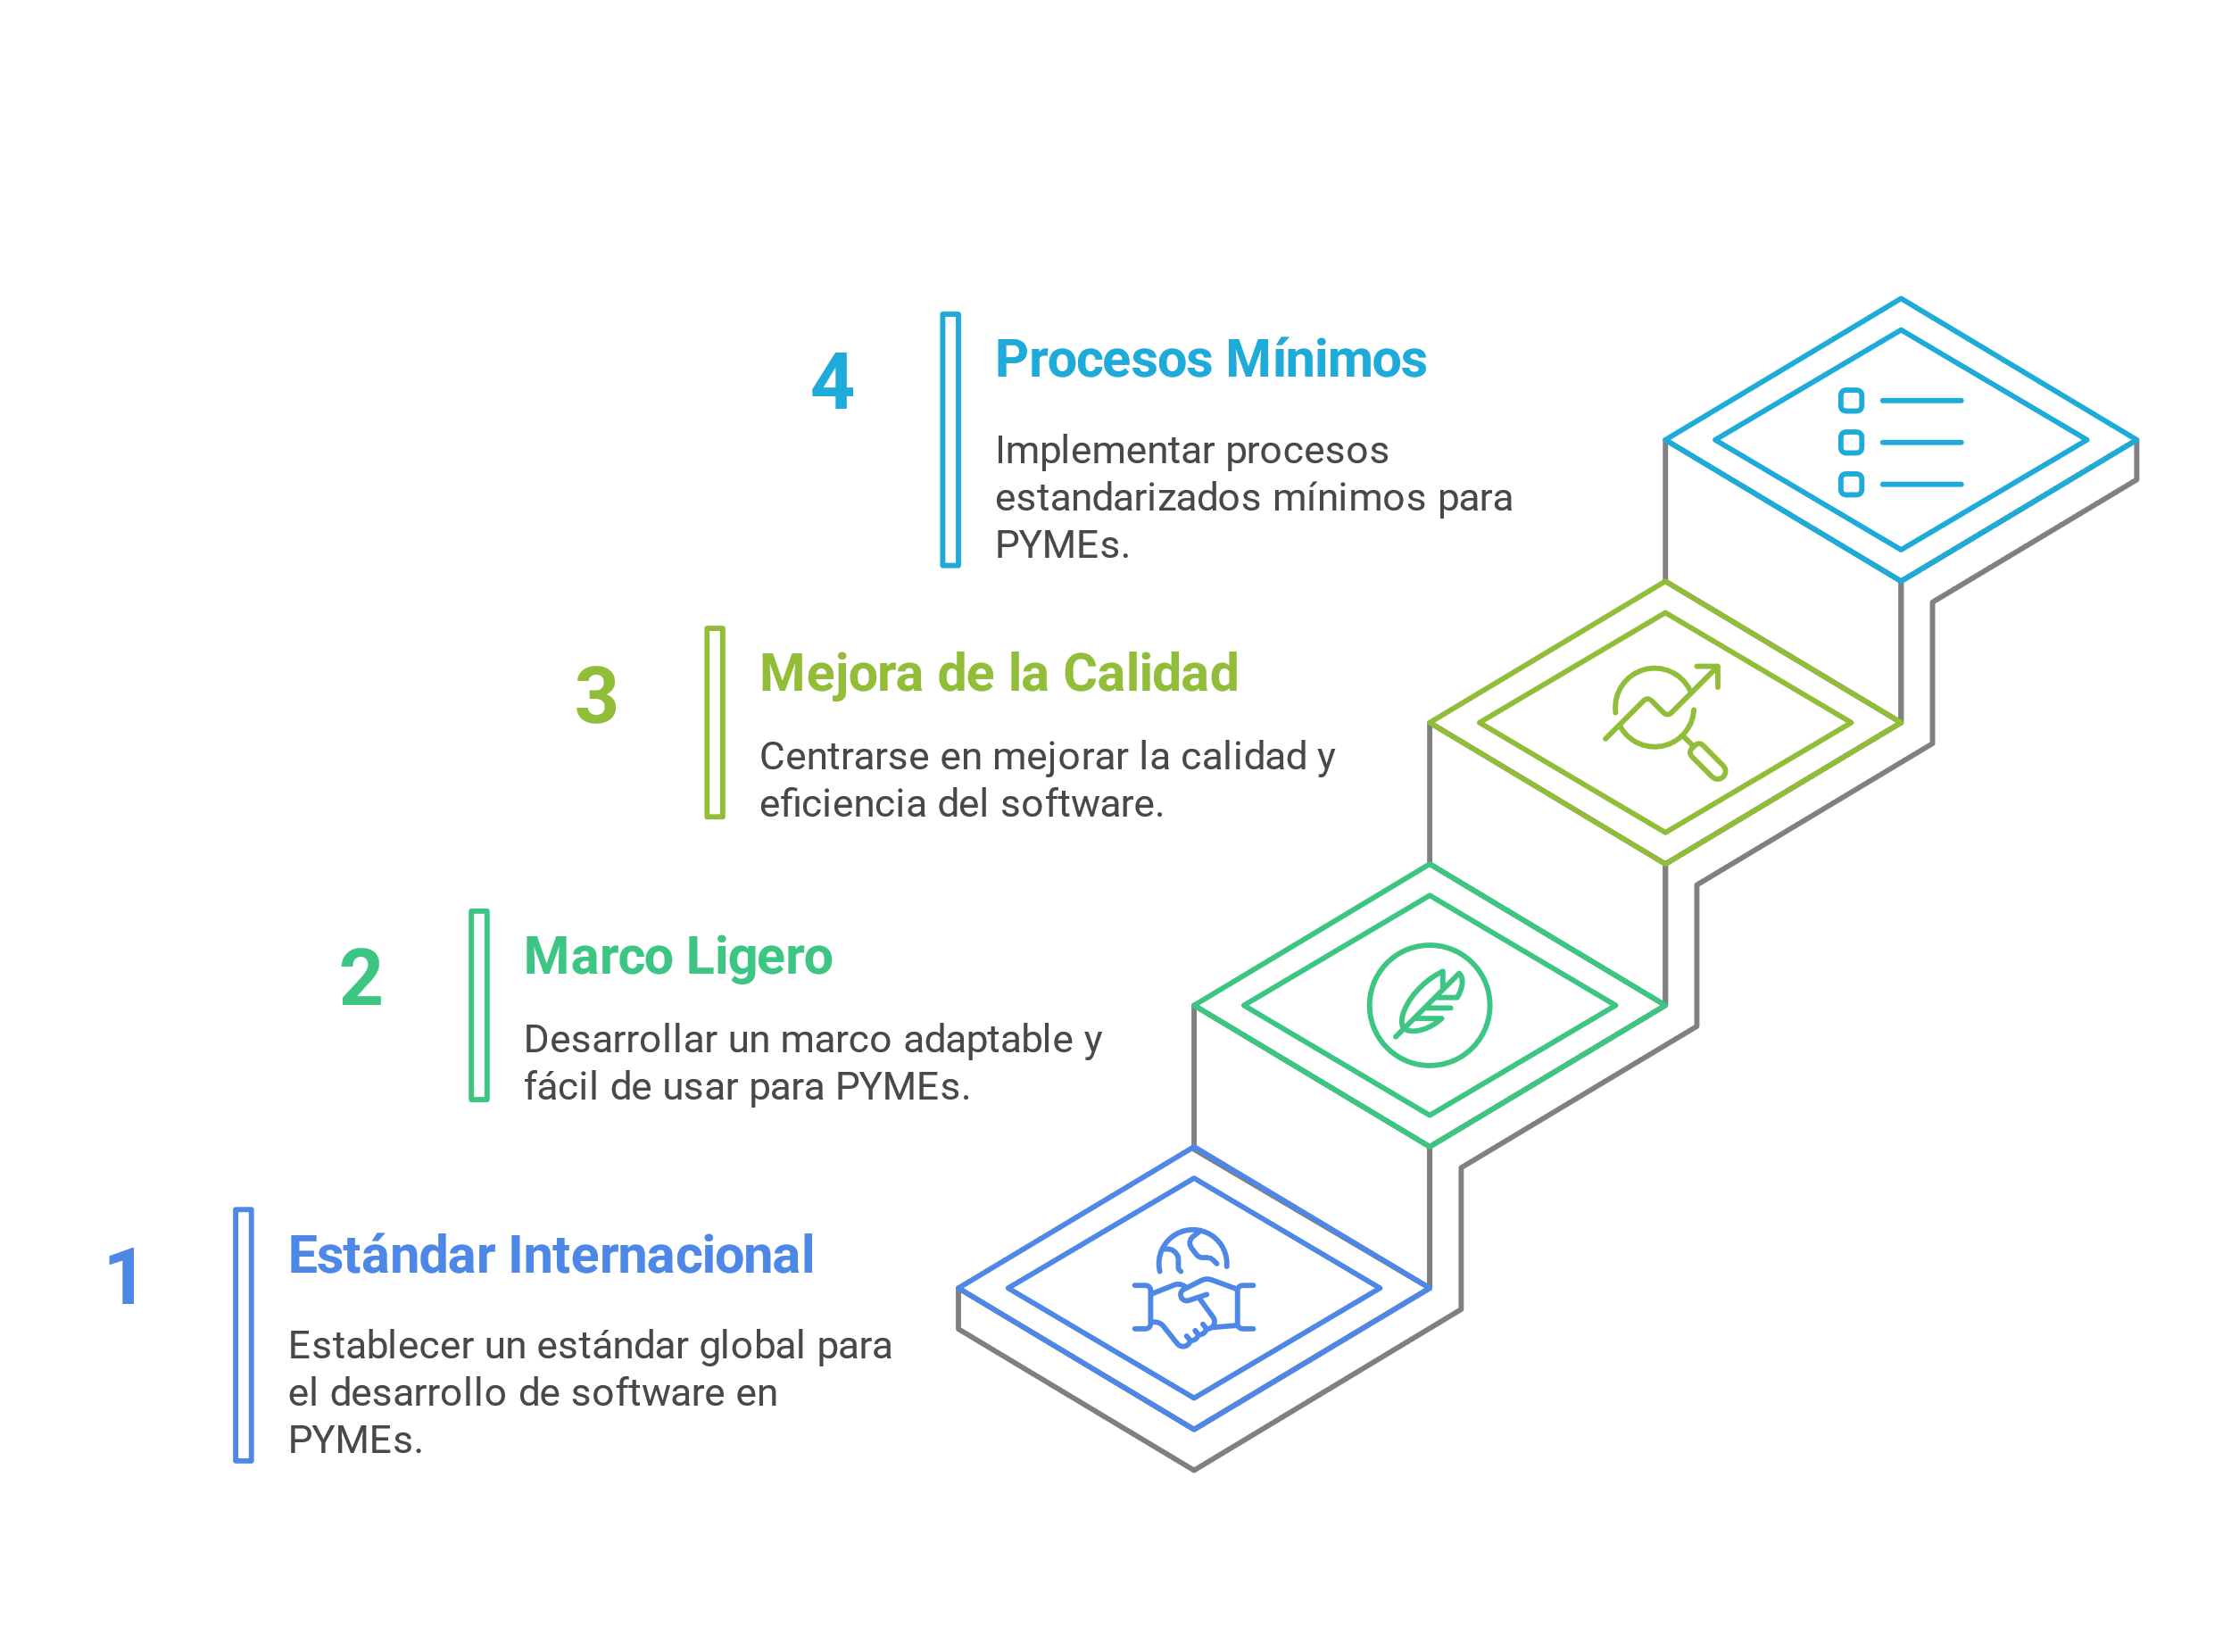 4
Procesos Mínimos
Implementar procesos
estandarizados mínimos para
PYMEs.
3
Mejora de la Calidad
Centrarse en mejorar la calidad y
eficiencia del software.
2
Marco Ligero
Desarrollar un marco adaptable y
fácil de usar para PYMEs.
1
Estándar Internacional
Establecer un estándar global para
el desarrollo de software en
PYMEs.